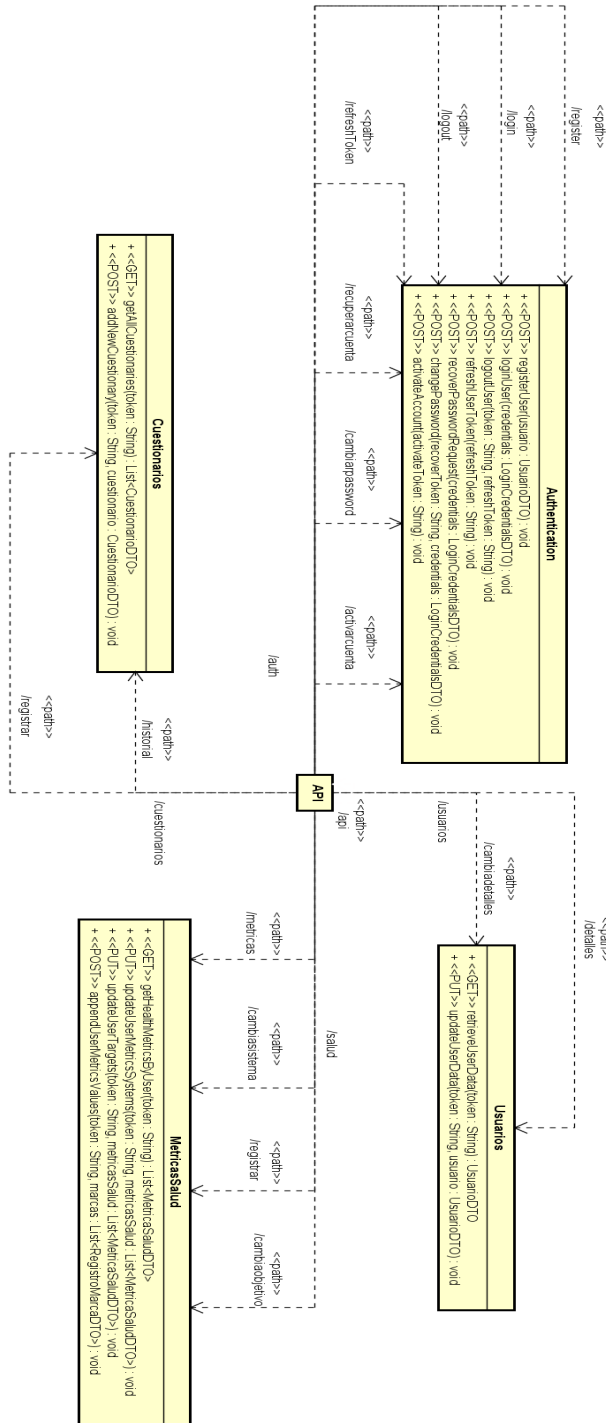 <<path>>
/register
<<path>>
/login
<<path>>
/logout
<<path>>
/refreshToken
Authentication
+ <<POST>> registerUser(usuario : UsuarioDTO) : void
+ <<POST>> loginUser(credentials : LoginCredentialsDTO) : void
+ <<POST>> logoutUser(token : String, refreshToken : String) : void
+ <<POST>> refreshUserToken(refreshToken : String) : void
+ <<POST>> recoverPasswordRequest(credentials : LoginCredentialsDTO) : void
+ <<POST>> changePassword(recoverToken : String, credentials : LoginCredentialsDTO) : void
+ <<POST>> activateAccount(activateToken : String) : void
<<path>>
/recuperarcuenta
<<path>>
/cambiarpassword
<<path>>
/activarcuenta
/auth
<<path>>
/detalles
<<path>>
/cambiadetalles
/usuarios
Usuarios
+ <<GET>> retrieveUserData(token : String) : UsuarioDTO
+ <<PUT>> updateUserData(token : String, usuario : UsuarioDTO) : void
API
<<path>>
/api
Cuestionarios
+ <<GET>> getAllCuestionaries(token : String) : List<CuestionarioDTO>
+ <<POST>> addNewCuestionary(token : String, cuestionario : CuestionarioDTO) : void
<<path>>
/historial
<<path>>
/registrar
/cuestionarios
/salud
<<path>>
/metricas
<<path>>
/cambiasistema
<<path>>
/registrar
<<path>>
/cambiaobjetivo
MetricasSalud
+ <<GET>> getHealthMetricsByUser(token : String) : List<MetricaSaludDTO>
+ <<PUT>> updateUserMetricsSystems(token : String, metricasSalud : List<MetricaSaludDTO>) : void
+ <<PUT>> updateUserTargets(token : String, metricasSalud : List<MetricaSaludDTO>) : void
+ <<POST>> appendUserMetricsValues(token : String, marcas : List<RegistroMarcaDTO>) : void